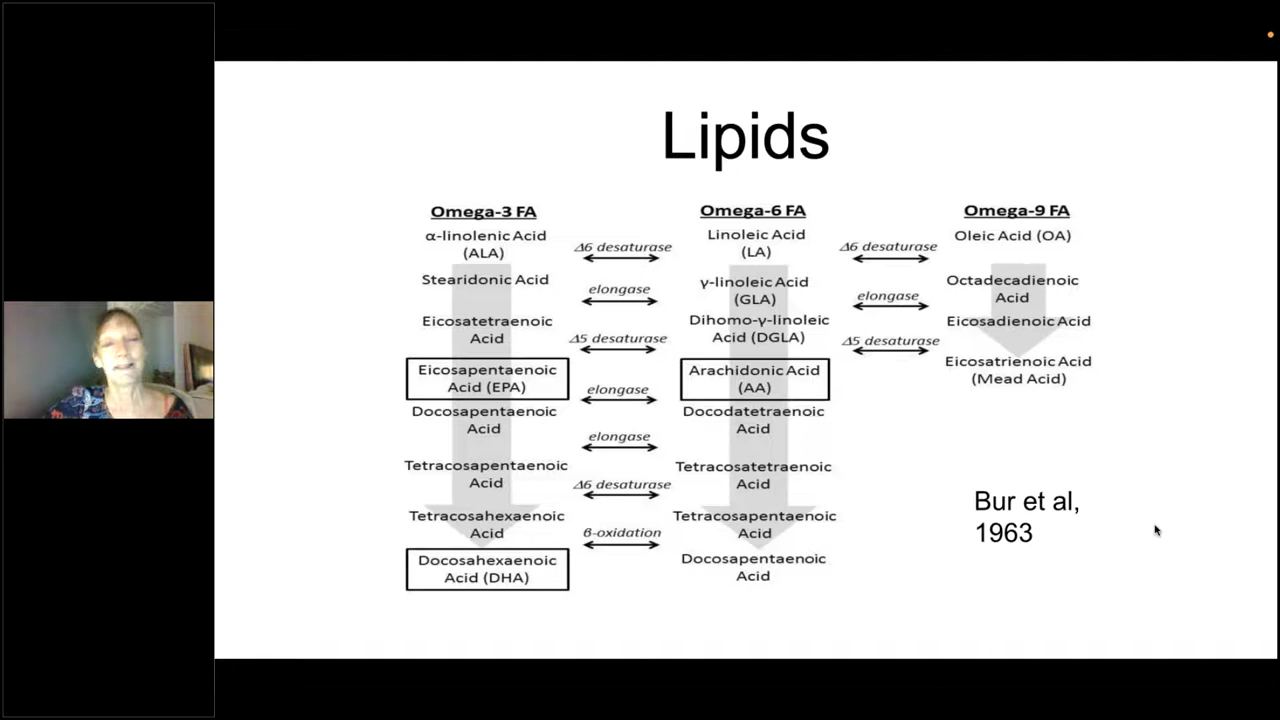 Lipids
Omega-3 FA
α-linolenic Acid
(ALA)
Stearidonic Acid
Eicosatetraenoic
Acid
Eicosapentaenoic
Acid (EPA)
Docosapentaenoic
Acid
Tetracosapentaenoic
Acid
Tetracosahexaenoic
Acid
Docosahexaenoic
Acid (DHA)
Δ6 desaturase
elongase
Δ5 desaturase
elongase
elongase
Δ6 desaturase
β-oxidation
Omega-6 FA
Linoleic Acid
(LA)
γ-linoleic Acid
(GLA)
Dihomo-γ-linoleic
Acid (DGLA)
Arachidonic Acid
(AA)
Docodatetraenoic
Acid
Tetracosatetraenoic
Acid
Tetracosapentaenoic
Acid
Docosapentaenoic
Acid
Δ6 desaturase
elongase
Δ5 desaturase
Omega-9 FA
Oleic Acid (OA)
Octadecadienoic
Acid
Eicosadienoic Acid
Eicosatrienoic Acid
(Mead Acid)
Bur et al,
1963